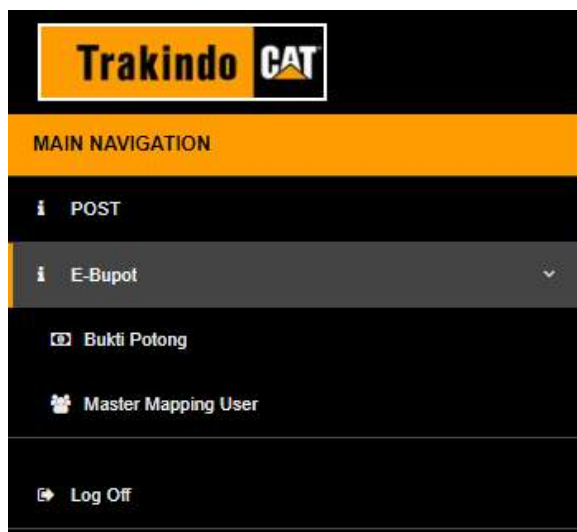 Trakindo CAT
MAIN NAVIGATION
POST
E-Bupot
Bukti Potong
Master Mapping User
Log Off